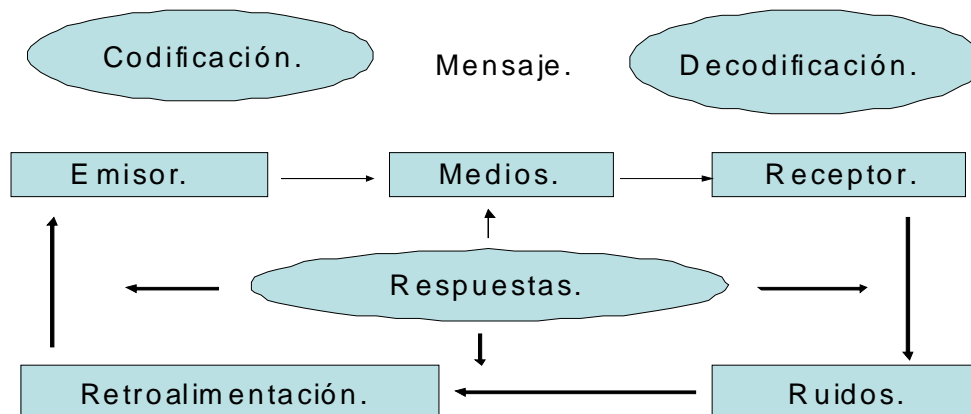 Codificación.
Mensaje.
Decodificación.
Emisor.
Medios.
Receptor.
Respuestas.
Retroalimentación.
Ruidos.